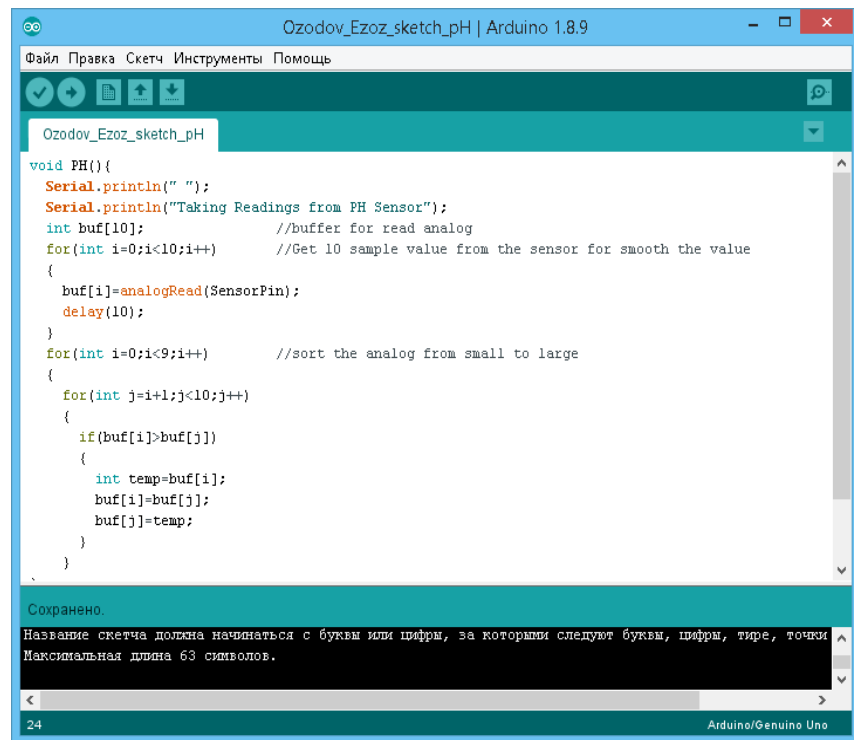 Ozodov_Ezoz_sketch_pH | Arduino 1.8.9
Файл Правка Скетч Инструменты Помощь
Ozodov_Ezoz_sketch_pH
void PH(){
  Serial.println(" ");
  Serial.println("Taking Readings from PH Sensor");
  int buf[10];                //buffer for read analog
  for(int i=0;i<10;i++)       //Get 10 sample value from the sensor for smooth the value
  {
    buf[i]=analogRead(SensorPin);
    delay(10);
  }
  for(int i=0;i<9;i++)        //sort the analog from small to large
  {
    for(int j=i+1;j<10;j++)
    {
      if(buf[i]>buf[j])
      {
        int temp=buf[i];
        buf[i]=buf[j];
        buf[j]=temp;
      }
    }
Сохранено.
Название скетча должна начинаться с буквы или цифры, за которыми следуют буквы, цифры, тире, точки
Максимальная длина 63 символов.
24 Arduino/Genuino Uno